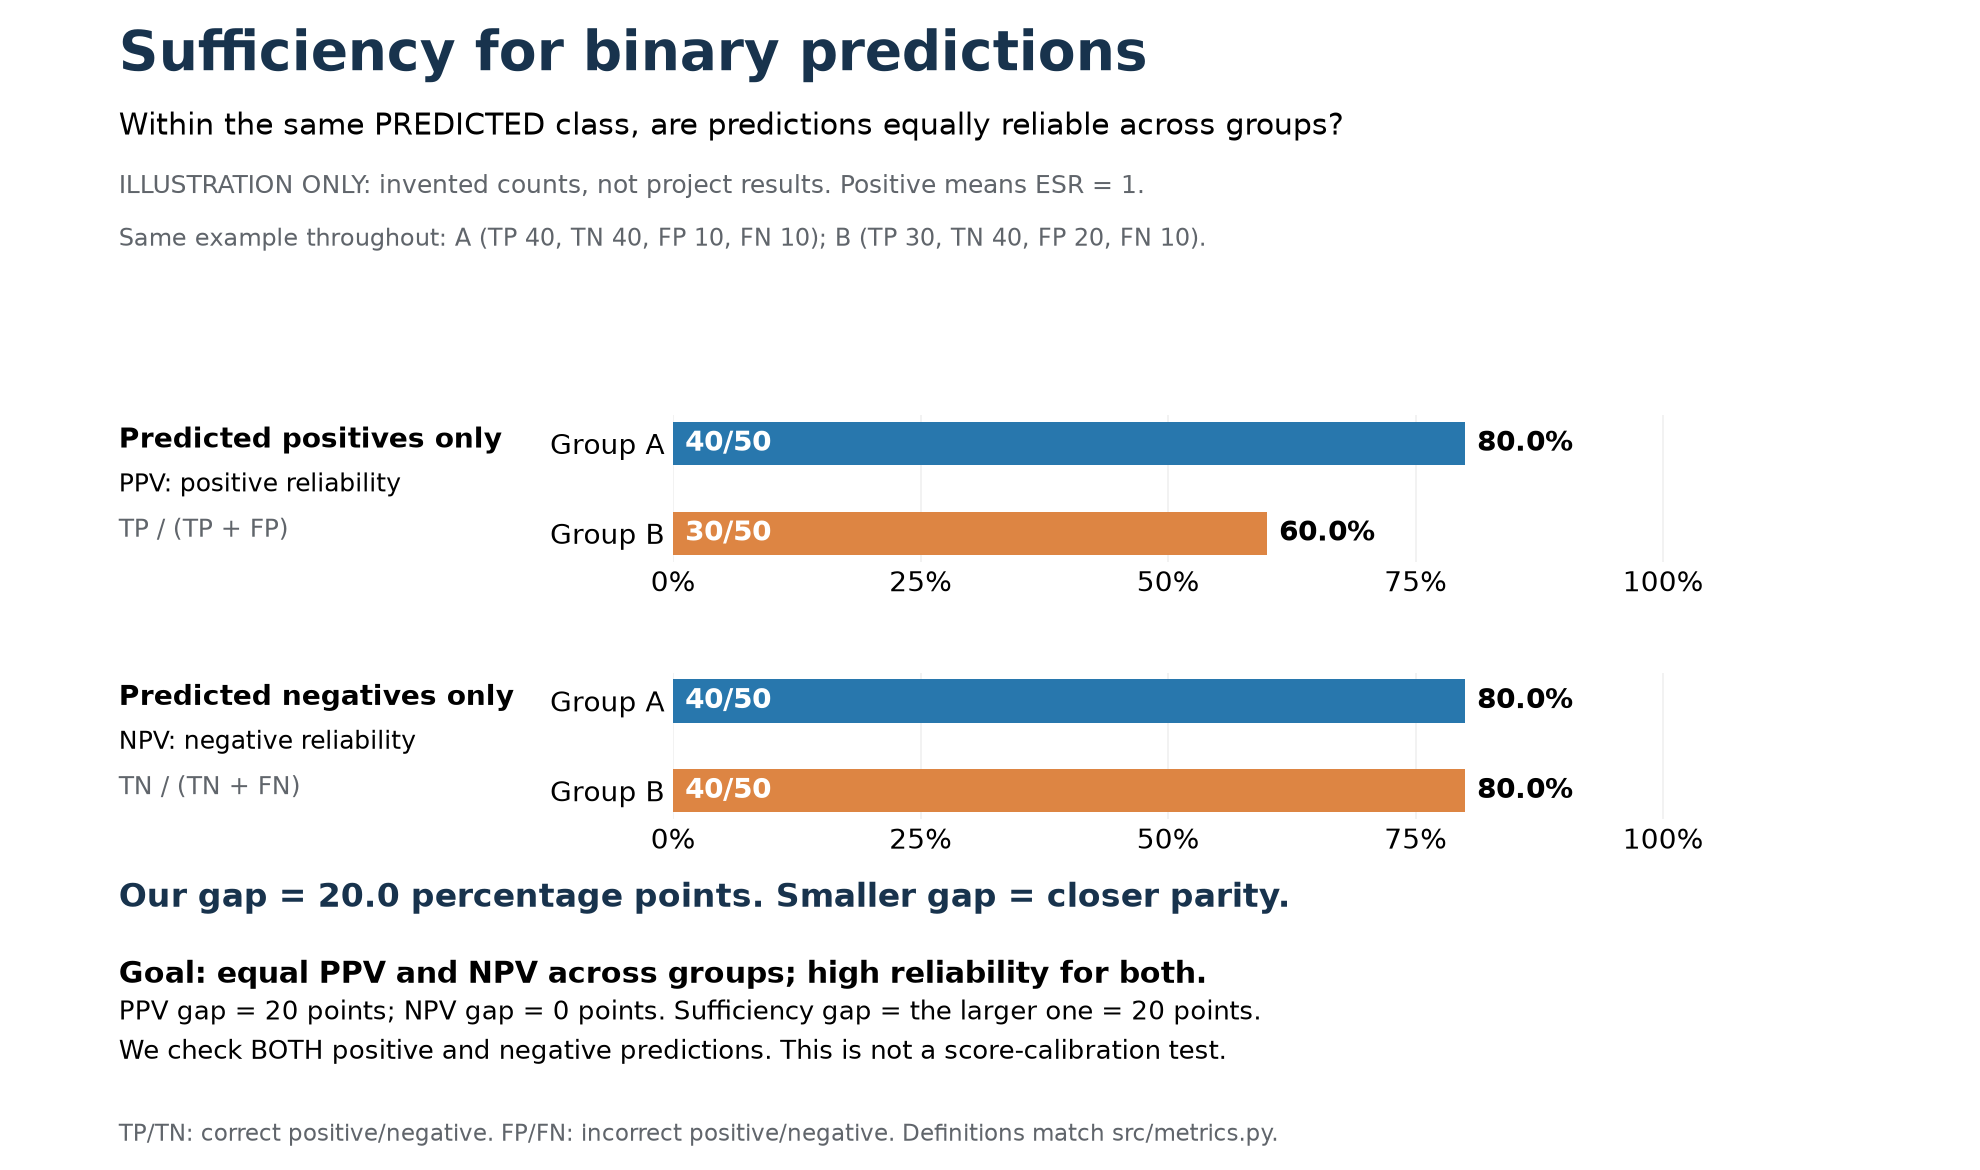 Sufficiency for binary predictions
Within the same PREDICTED class, are predictions equally reliable across groups?
ILLUSTRATION ONLY: invented counts, not project results. Positive means ESR = 1.
Same example throughout: A (TP 40, TN 40, FP 10, FN 10); B (TP 30, TN 40, FP 20, FN 10).
Predicted positives only
PPV: positive reliability
TP / (TP + FP)
Group A
40/50
80.0%
Group B
30/50
60.0%
0% 25% 50% 75% 100%
Predicted negatives only
NPV: negative reliability
TN / (TN + FN)
Group A
40/50
80.0%
Group B
40/50
80.0%
0% 25% 50% 75% 100%
Our gap = 20.0 percentage points. Smaller gap = closer parity.
Goal: equal PPV and NPV across groups; high reliability for both.
PPV gap = 20 points; NPV gap = 0 points. Sufficiency gap = the larger one = 20 points.
We check BOTH positive and negative predictions. This is not a score-calibration test.
TP/TN: correct positive/negative. FP/FN: incorrect positive/negative. Definitions match src/metrics.py.